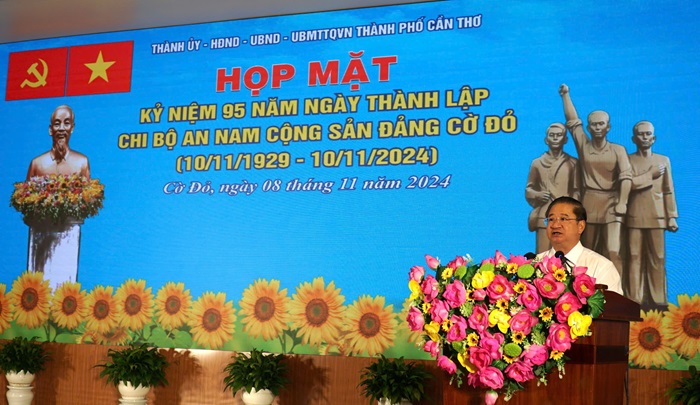 THÀNH ỦY - HĐND - UBND - UBMTTQVN THÀNH PHỐ CẦN THƠ
HỌP MẶT
KỶ NIỆM 95 NĂM NGÀY THÀNH LẬP
CHI BỘ AN NAM CỘNG SẢN ĐẢNG CỜ ĐỎ
(10/11/1929 - 10/11/2024)
Cờ Đỏ, ngày 08 tháng 11 năm 2024